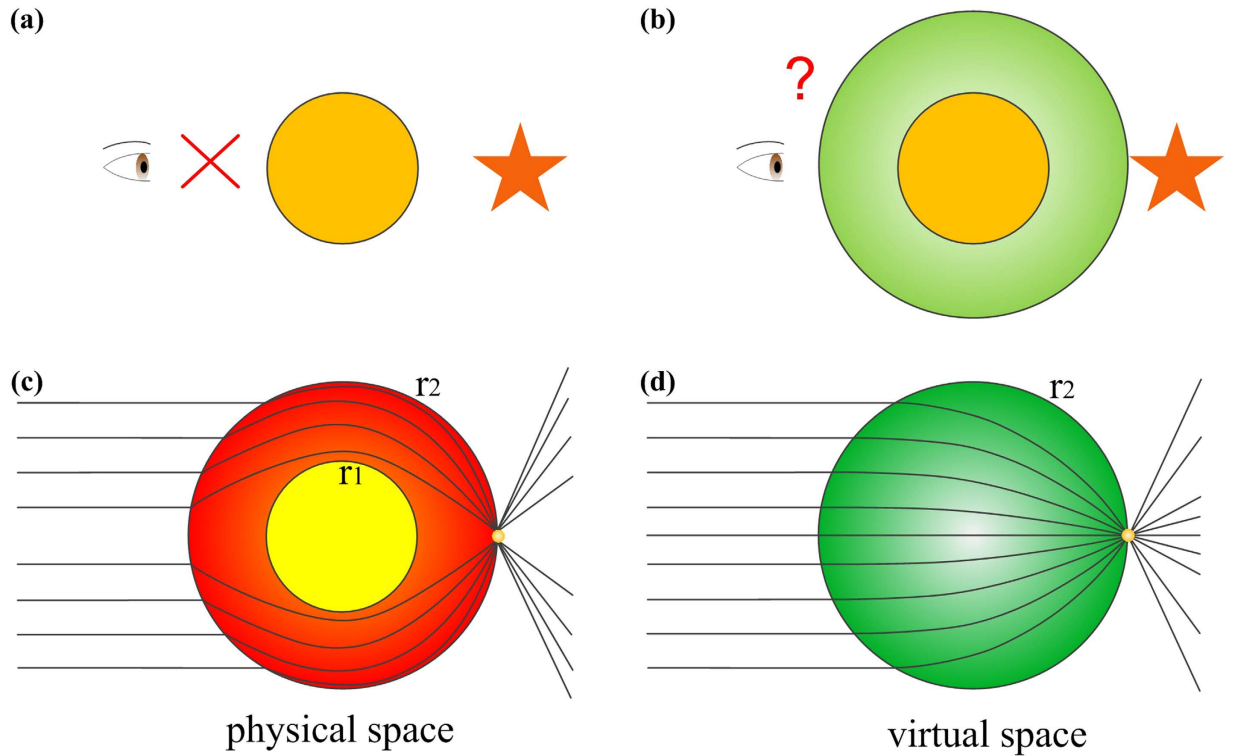 (a)
(b)
?
(c)
r2
r1
(d)
r2
physical space
virtual space